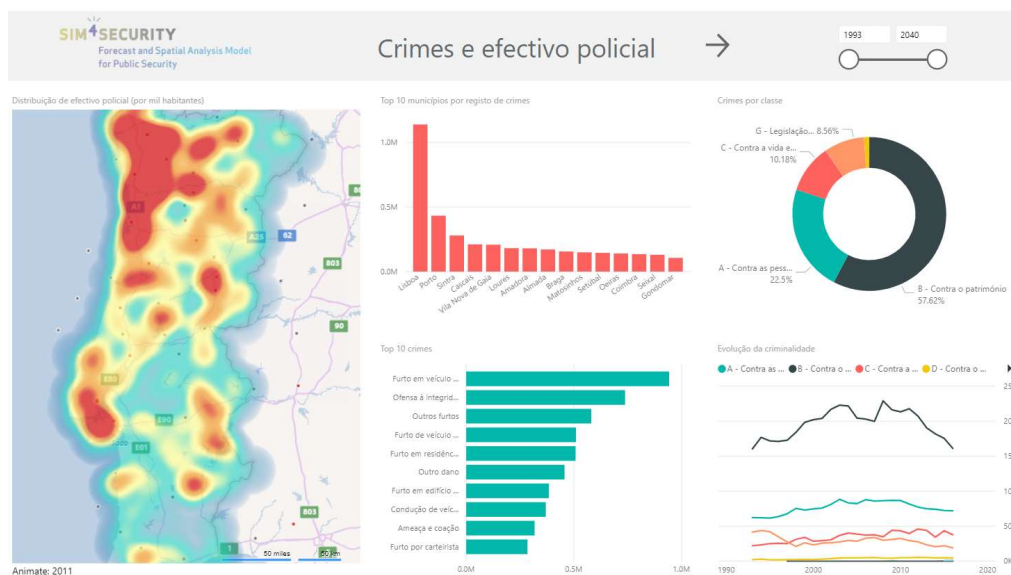 SIM4SECURITY
Forecast and Spatial Analysis Model
for Public Security
Crimes e efectivo policial
1993 2040
Distribuição de efectivo policial (por mil habitantes)
A25 62
803
90
E80
E90
E01
803
1
50 miles 50 km
Animate: 2011
Top 10 municípios por registo de crimes
1.0M
0.5M
0.0M
Lisboa Porto Sintra Cascais Vila Nova de Gaia Loures Amadora Almada Braga Matosinhos Setúbal Oeiras Coimbra Seixal Gondomar
Crimes por classe
G - Legislação... 8.56%
C - Contra a vida e...
10.18%
A - Contra as pess...
22.5%
B - Contra o património
57.62%
Top 10 crimes
Furto em veículo ...
Ofensa à integrid...
Outros furtos
Furto de veículo ...
Furto em residênc...
Outro dano
Furto em edifício ...
Condução de veíc...
Ameaça e coação
Furto por carteirista
0.0M 0.5M 1.0M
Evolução da criminalidade
A - Contra as ... B - Contra o ... C - Contra a ... D - Contra o ...
1990 2000 2010 2020